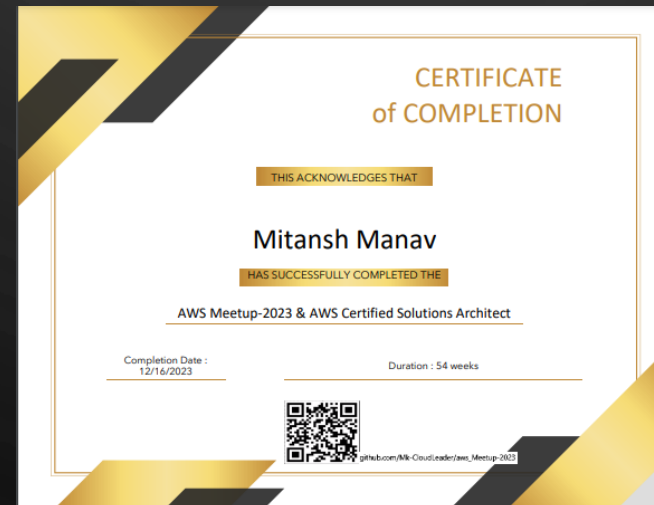 CERTIFICATE
of COMPLETION
THIS ACKNOWLEDGES THAT
Mitansh Manav
HAS SUCCESSFULLY COMPLETED THE
AWS Meetup-2023 & AWS Certified Solutions Architect
Completion Date :
12/16/2023
Duration : 54 weeks
github.com/Mk-CloudLeader/aws_Meetup-2023